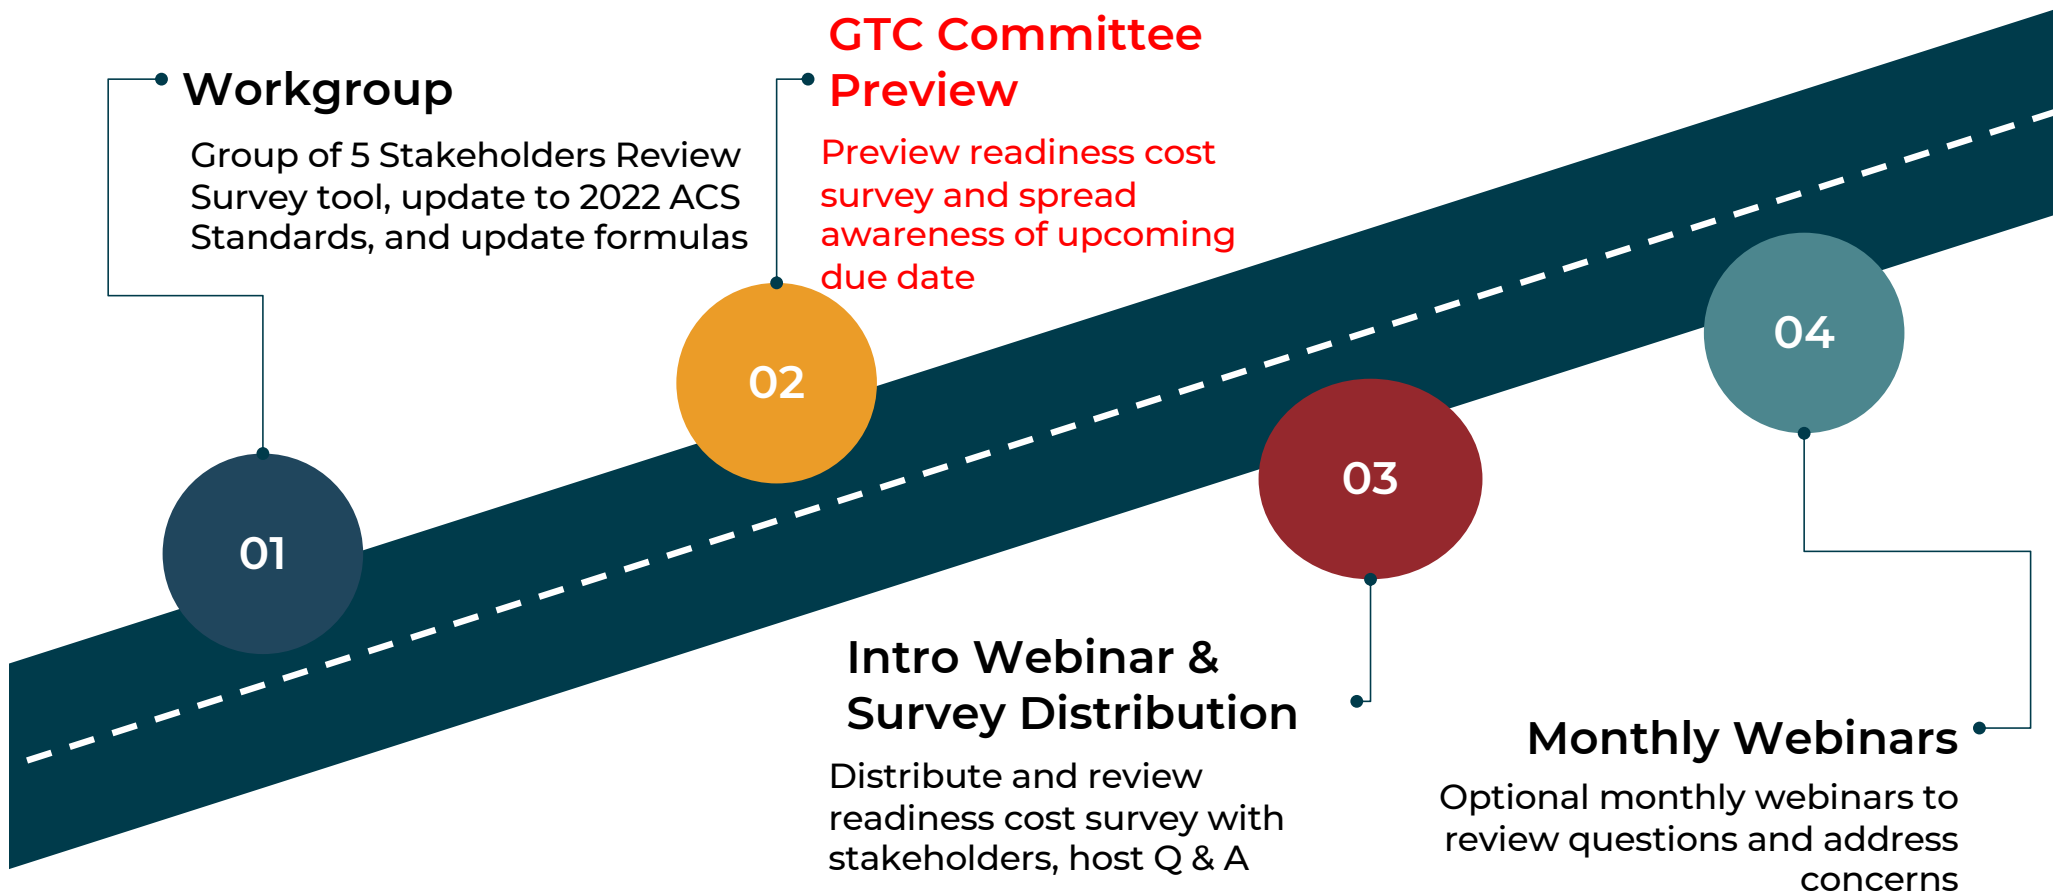 Workgroup
Group of 5 Stakeholders Review
Survey tool, update to 2022 ACS
Standards, and update formulas
01
GTC Committee
Preview
Preview readiness cost
survey and spread
awareness of upcoming
due date
02
03
Intro Webinar &
Survey Distribution
Distribute and review
readiness cost survey with
stakeholders, host Q & A
04
Monthly Webinars
Optional monthly webinars to
review questions and address
concerns